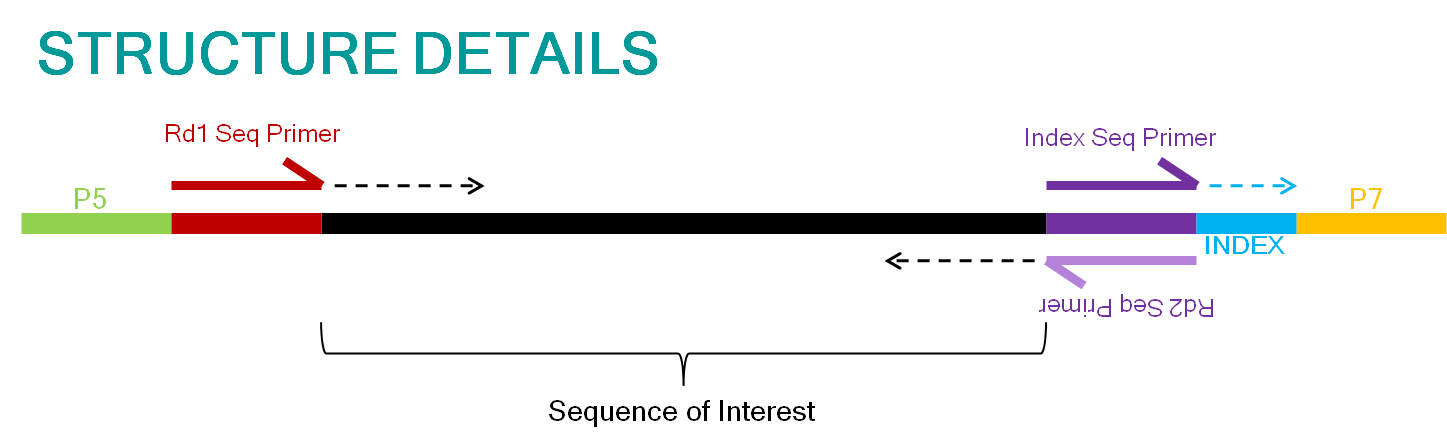 STRUCTURE DETAILS
Rd1 Seq Primer
Index Seq Primer
P5
P7
INDEX
Rd2 Seq Primer
Sequence of Interest